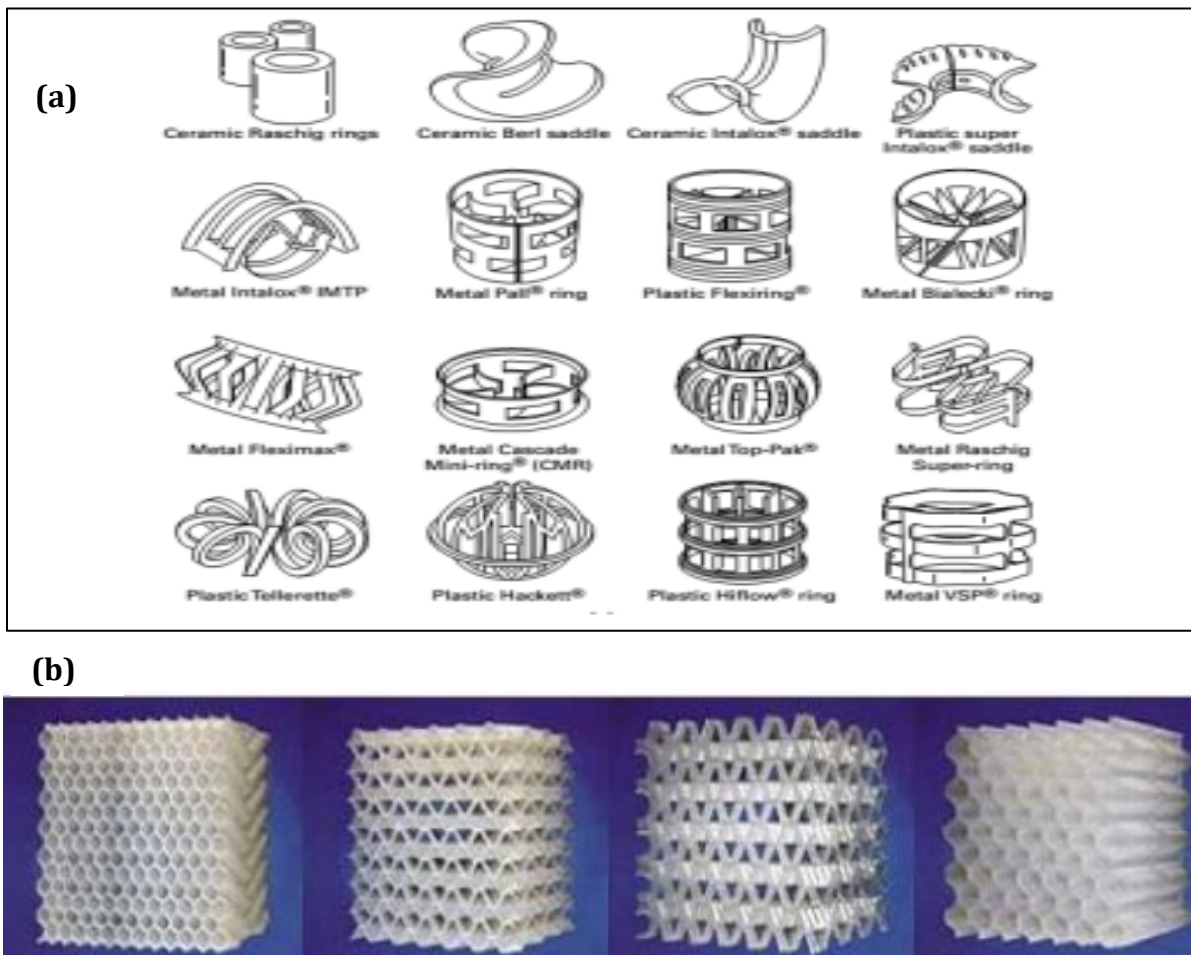 (a)
Ceramic Raschig rings
Ceramic Berl saddle
Ceramic Intalox® saddle
Plastic super
Intalox® saddle
Metal Intalox® IMTP
Metal Pall® ring
Plastic Flexiring®
Metal Bialecki® ring
Metal Fleximax®
Metal Cascade
Mini-ring® (CMR)
Metal Top-Pak®
Metal Raschig
Super-ring
Plastic Tellerette®
Plastic Hackett®
Plastic Hiflow® ring
Metal VSP® ring
(b)